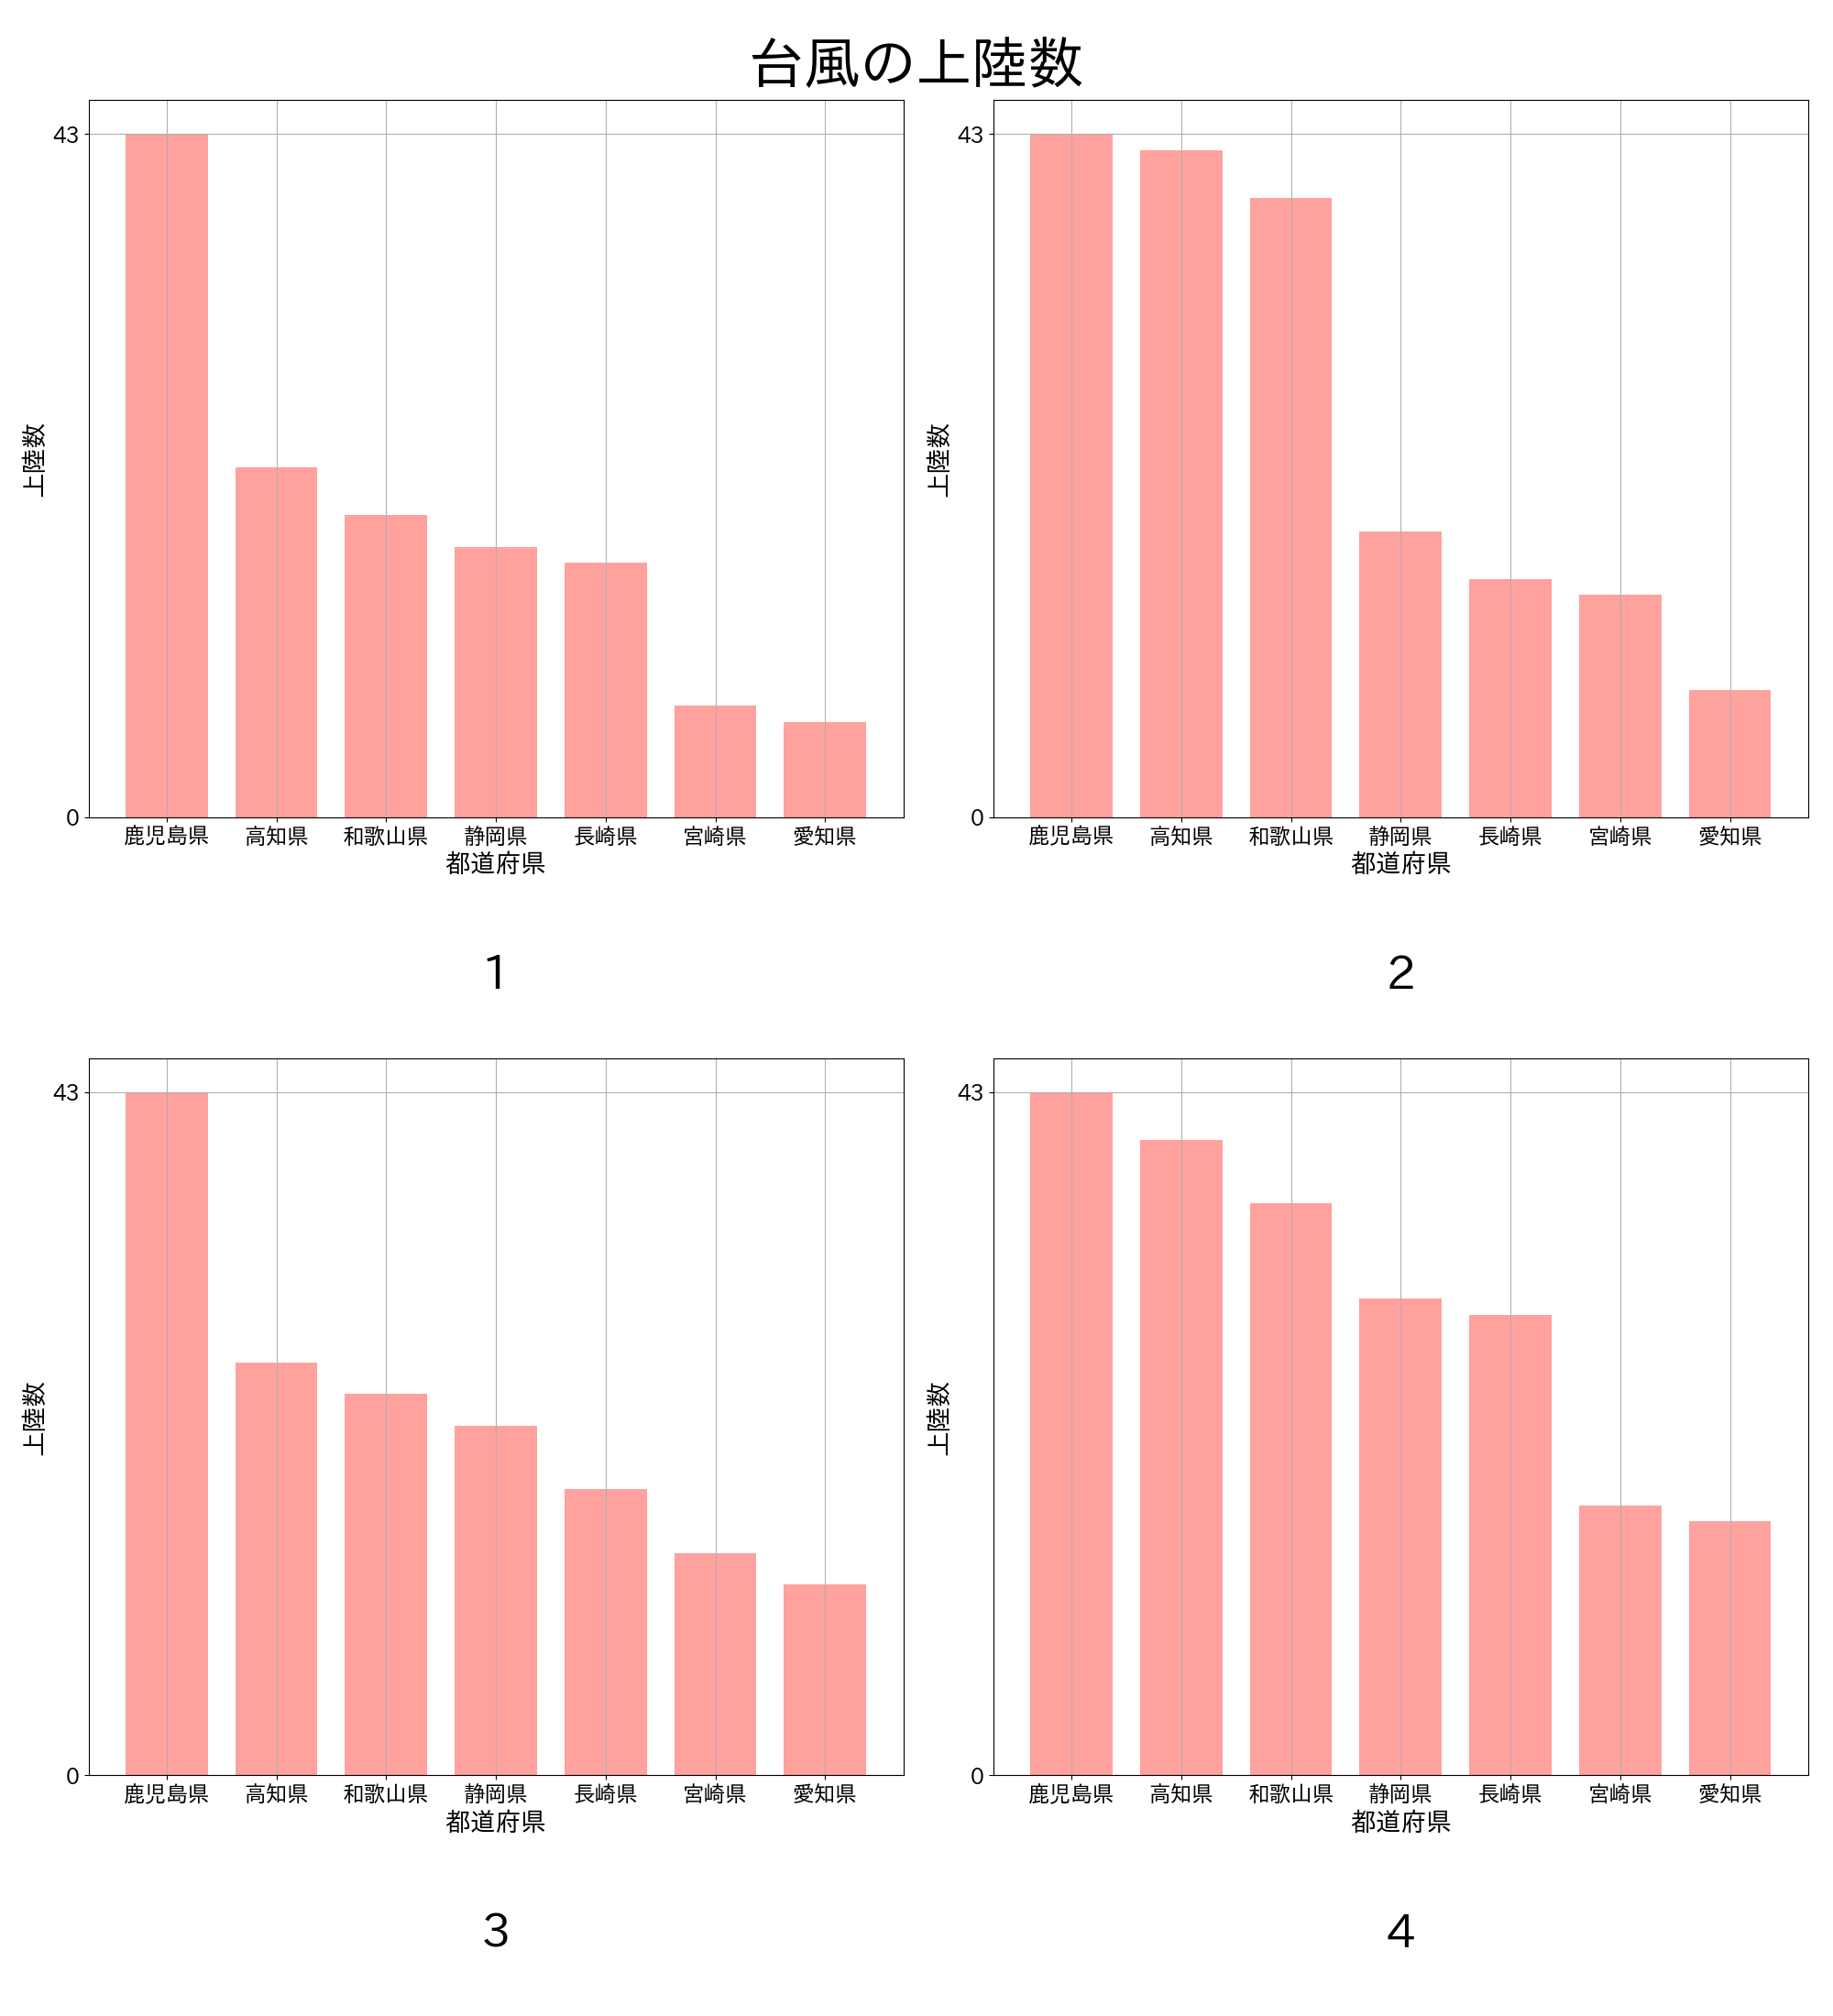 台風の上陸数
43
上陸数
0
鹿児島県 高知県 和歌山県 静岡県 長崎県 宮崎県 愛知県
都道府県
1
43
上陸数
0
鹿児島県 高知県 和歌山県 静岡県 長崎県 宮崎県 愛知県
都道府県
2
43
上陸数
0
鹿児島県 高知県 和歌山県 静岡県 長崎県 宮崎県 愛知県
都道府県
3
43
上陸数
0
鹿児島県 高知県 和歌山県 静岡県 長崎県 宮崎県 愛知県
都道府県
4